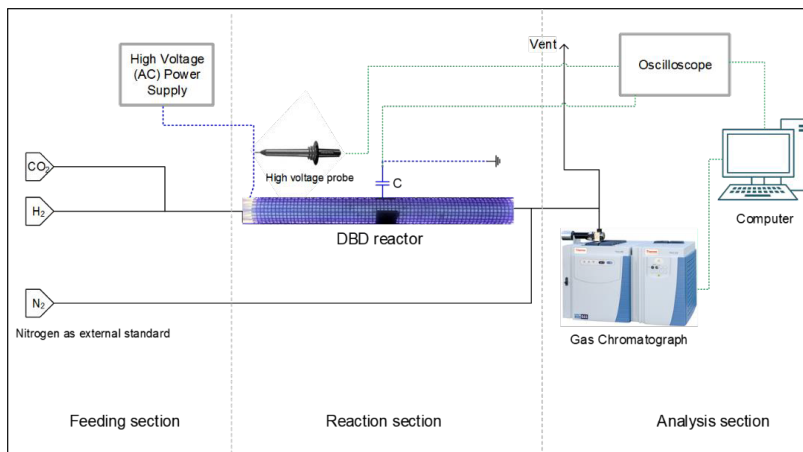 High Voltage
(AC) Power
Supply
Vent
Oscilloscope
CO₂
High voltage probe
C
H₂
Computer
DBD reactor
N₂
Nitrogen as external standard
Gas Chromatograph
Feeding section
Reaction section
Analysis section